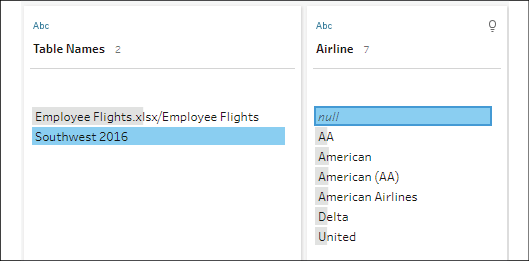 Abc
Table Names 2
Employee Flights.xlsx/Employee Flights
Southwest 2016
Abc
Airline 7
null
AA
American
American (AA)
American Airlines
Delta
United